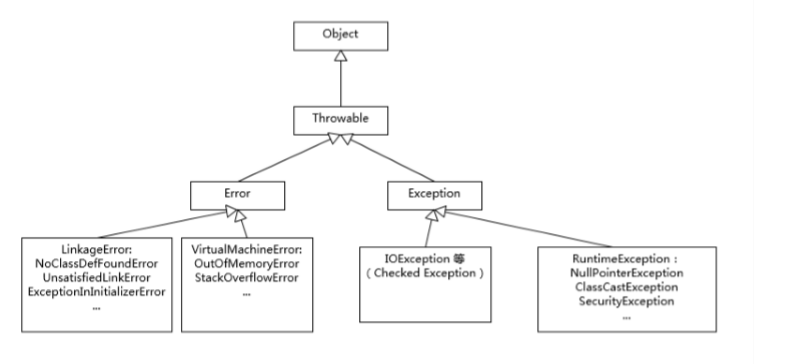 Object
Throwable
Error
Exception
LinkageError:
NoClassDefFoundError
UnsatisfiedLinkError
ExceptionInInitializerError
...
VirtualMachineError:
OutOfMemoryError
StackOverflowError
...
IOException 等
（Checked Exception）
RuntimeException：
NullPointerException
ClassCastException
SecurityException
...